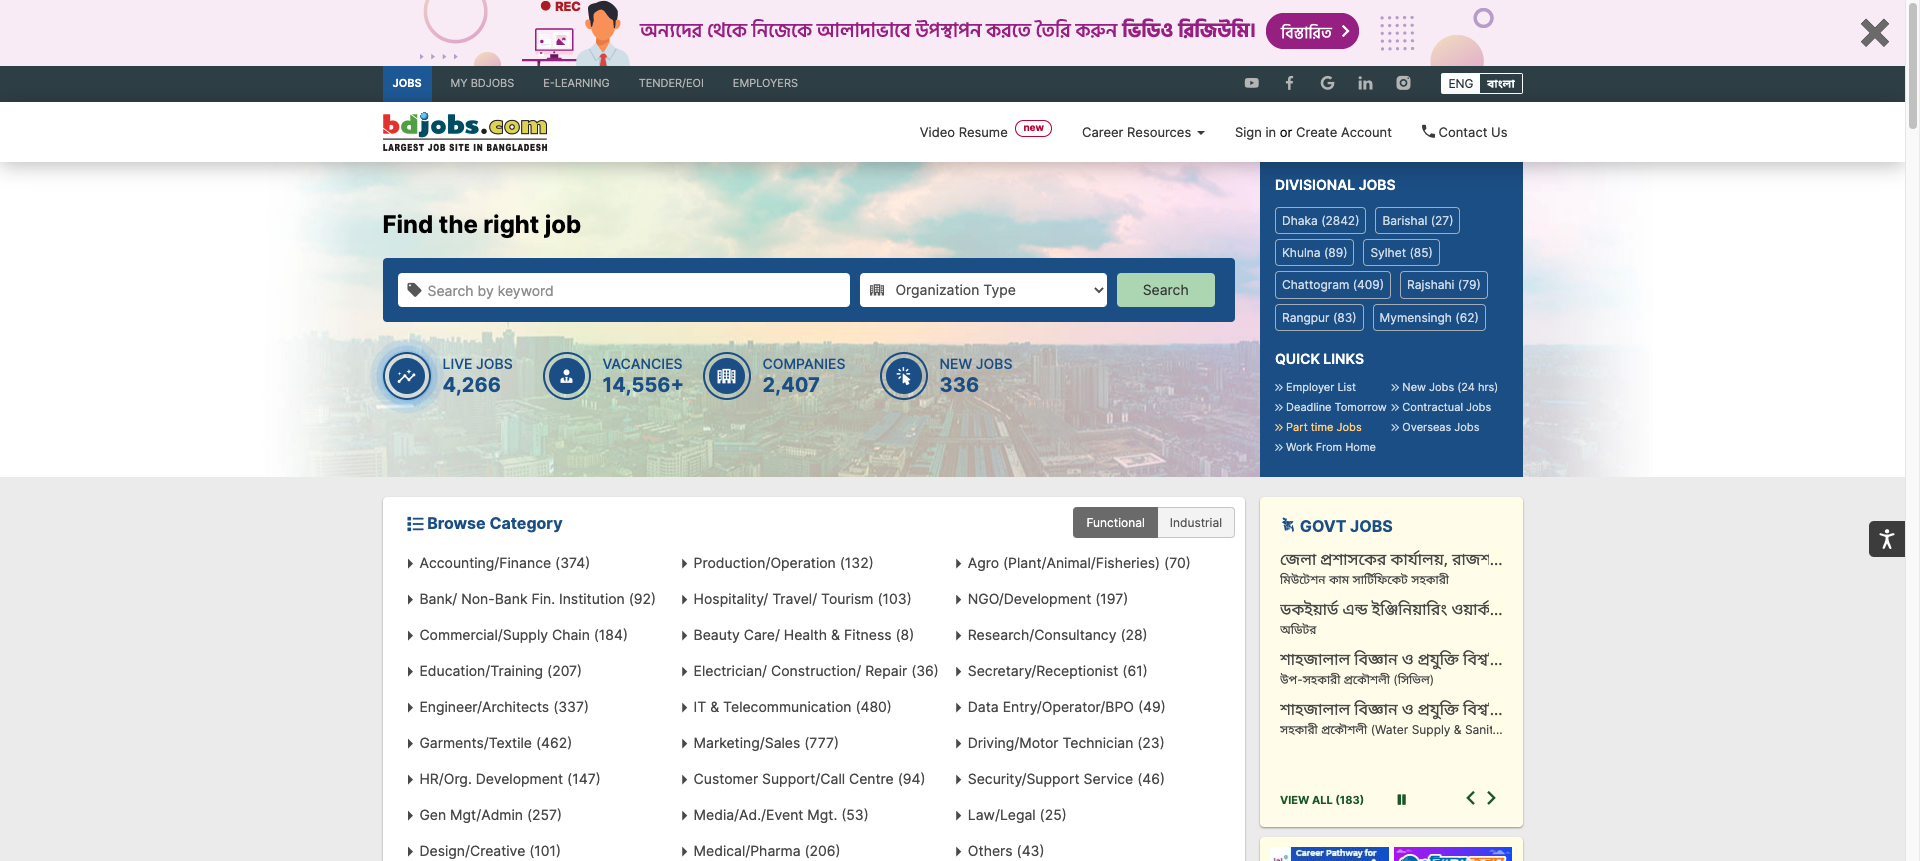 REC
অন্যদের থেকে নিজেকে আলাদাভাবে উপস্থাপন করতে তৈরি করুন ভিডিও রিজিউমি!
বিস্তারিত
JOBS MY BDJOBS E-LEARNING TENDER/EOI EMPLOYERS ENG বাংলা
bdjobs.com
LARGEST JOB SITE IN BANGLADESH
Video Resume new Career Resources Sign in or Create Account Contact Us
Find the right job
Search by keyword Organization Type Search
LIVE JOBS
4,266
VACANCIES
14,556+
COMPANIES
2,407
NEW JOBS
336
DIVISIONAL JOBS
Dhaka (2842) Barishal (27)
Khulna (89) Sylhet (85)
Chattogram (409) Rajshahi (79)
Rangpur (83) Mymensingh (62)
QUICK LINKS
Employer List New Jobs (24 hrs)
Deadline Tomorrow Contractual Jobs
Part time Jobs Overseas Jobs
Work From Home
Browse Category Functional Industrial
Accounting/Finance (374) Production/Operation (132) Agro (Plant/Animal/Fisheries) (70)
Bank/ Non-Bank Fin. Institution (92) Hospitality/ Travel/ Tourism (103) NGO/Development (197)
Commercial/Supply Chain (184) Beauty Care/ Health & Fitness (8) Research/Consultancy (28)
Education/Training (207) Electrician/ Construction/ Repair (36) Secretary/Receptionist (61)
Engineer/Architects (337) IT & Telecommunication (480) Data Entry/Operator/BPO (49)
Garments/Textile (462) Marketing/Sales (777) Driving/Motor Technician (23)
HR/Org. Development (147) Customer Support/Call Centre (94) Security/Support Service (46)
Gen Mgt/Admin (257) Media/Ad./Event Mgt. (53) Law/Legal (25)
Design/Creative (101) Medical/Pharma (206) Others (43)
GOVT JOBS
জেলা প্রশাসকের কার্যালয়, রাজশ...
মিউটেশন কাম সার্টিফিকেট সহকারী
ডকইয়ার্ড এন্ড ইঞ্জিনিয়ারিং ওয়ার্ক...
অডিটর
শাহজালাল বিজ্ঞান ও প্রযুক্তি বিশ্ব...
উপ-সহকারী প্রকৌশলী (সিভিল)
শাহজালাল বিজ্ঞান ও প্রযুক্তি বিশ্ব...
সহকারী প্রকৌশলী (Water Supply & Sanit...
VIEW ALL (183)
Career Pathway for